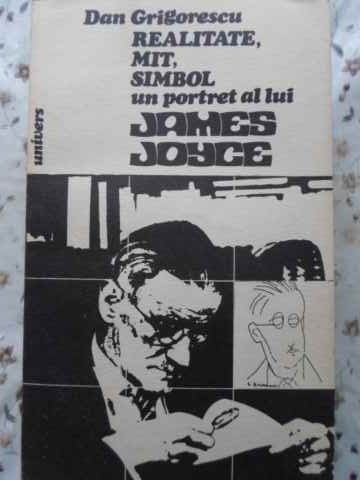 Dan Grigorescu
REALITATE,
MIT,
SIMBOL
un portret al lui
JAMES
JOYCE
univers